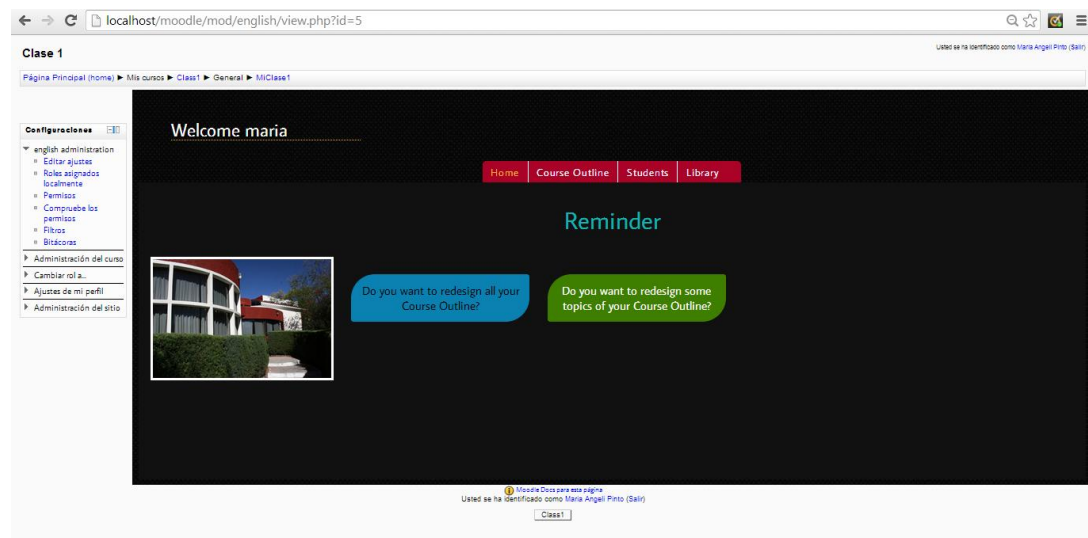 localhost/moodle/mod/english/view.php?id=5
Clase 1
Usted se ha identificado como Maria Angeli Pinto (Salir)
Página Principal (home) ► Mis cursos ► Class1 ► General ► MiClase1
Configuraciones
english administration
Editar ajustes
Roles asignados
localmente
Permisos
Compruebe los
permisos
Filtros
Bitácoras
Administración del curso
Cambiar rol a...
Ajustes de mi perfil
Administración del sitio
Welcome maria
Home Course Outline Students Library
Reminder
Do you want to redesign all your
Course Outline?
Do you want to redesign some
topics of your Course Outline?
Moodle Docs para esta página
Usted se ha identificado como Maria Angeli Pinto (Salir)
Class1